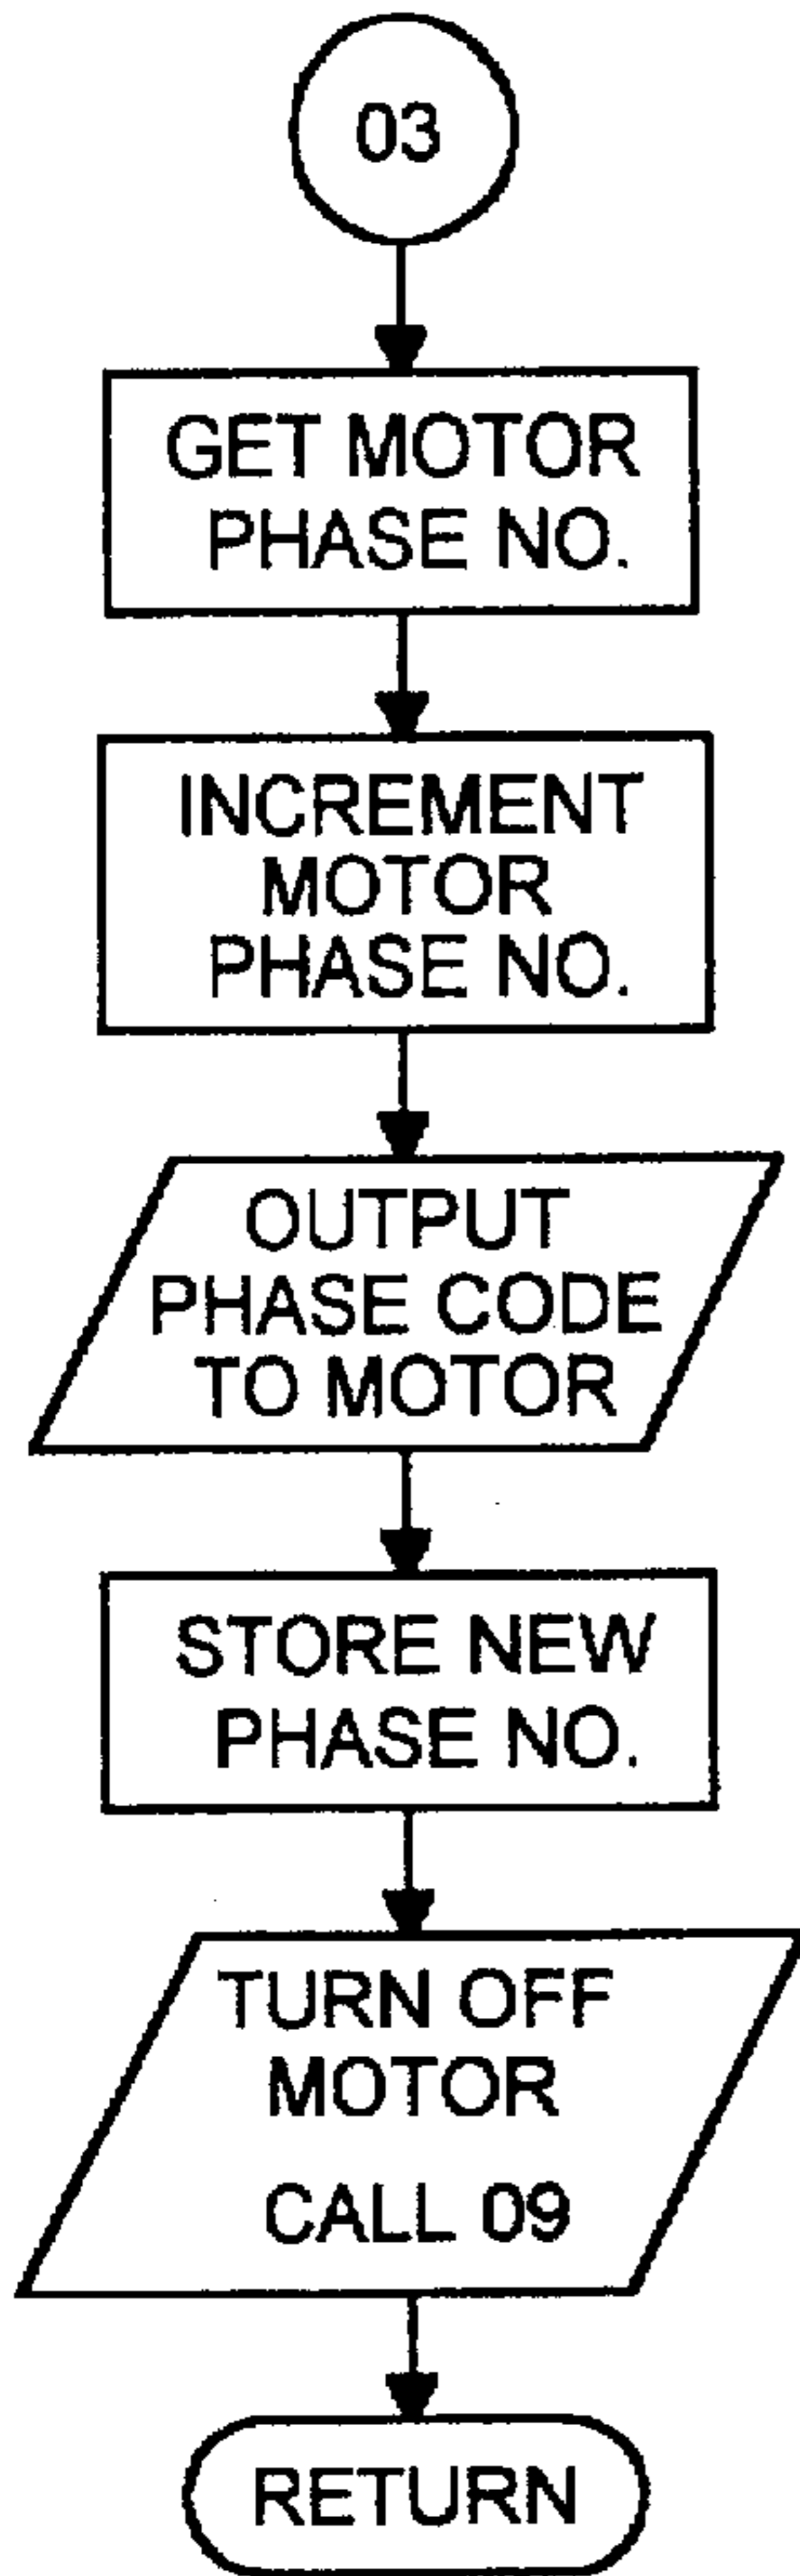 03
GET MOTOR
PHASE NO.
INCREMENT
MOTOR
PHASE NO.
OUTPUT
PHASE CODE
TO MOTOR
STORE NEW
PHASE NO.
TURN OFF
MOTOR
CALL 09
RETURN